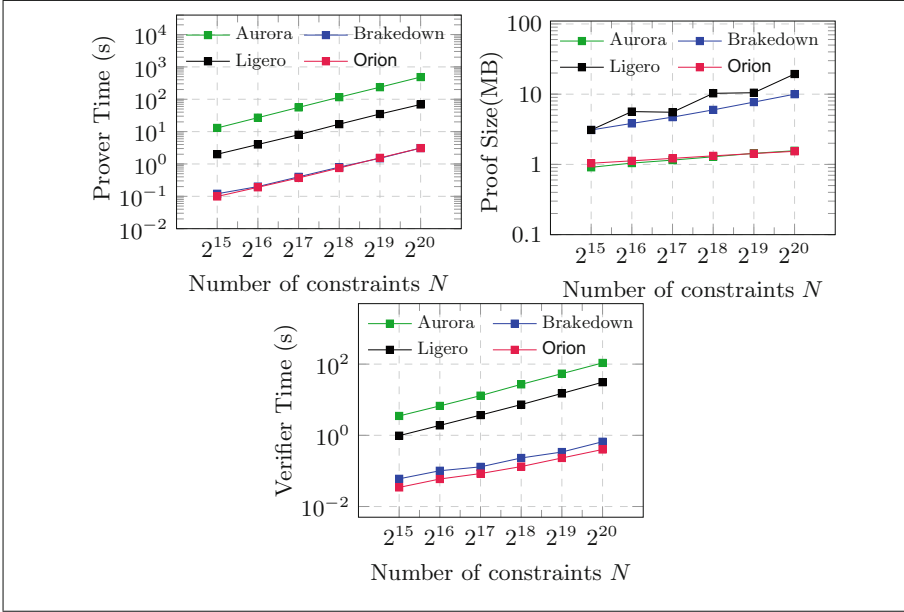 10^4
10^3
10^2
10^1
10^0
10^-1
10^-2
Prover Time (s)
Aurora Brakedown
Ligero Orion
2^15 2^16 2^17 2^18 2^19 2^20
Number of constraints N
100
10
1
0.1
Proof Size(MB)
Aurora Brakedown
Ligero Orion
2^15 2^16 2^17 2^18 2^19 2^20
Number of constraints N
10^2
10^0
10^-2
Verifier Time (s)
Aurora Brakedown
Ligero Orion
2^15 2^16 2^17 2^18 2^19 2^20
Number of constraints N